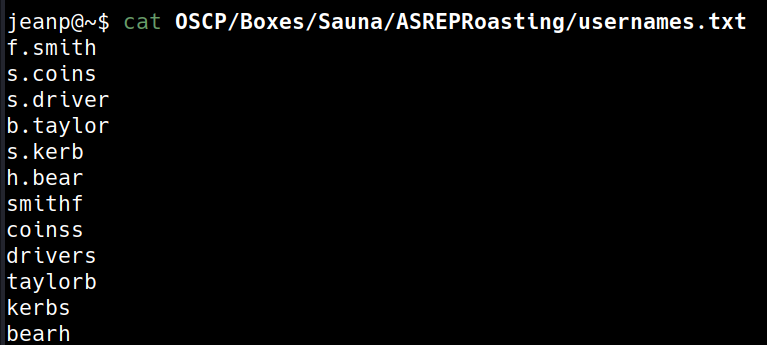 jeanp@~$ cat OSCP/Boxes/Sauna/ASREPRoasting/usernames.txt
f.smith
s.coins
s.driver
b.taylor
s.kerb
h.bear
smithf
coinss
drivers
taylorb
kerbs
bearh